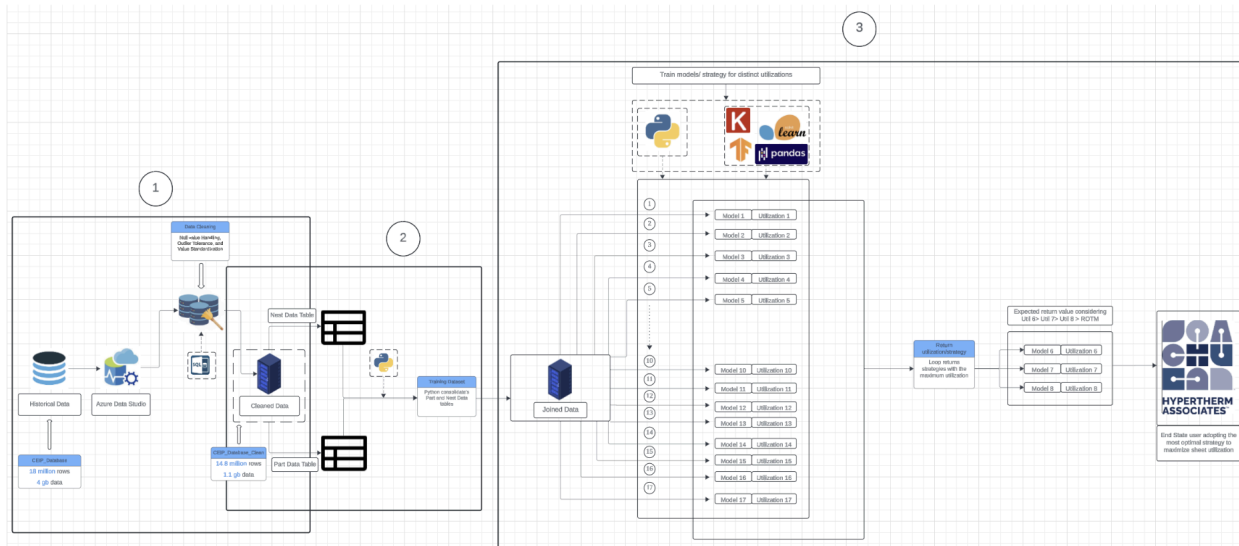 3
Train models/ strategy for distinct utilizations
K
learn
pandas
1
2
Data Cleaning
Null value Handling,
Outlier Tolerance, and
Value Standardization
SQL
Historical Data
Azure Data Studio
18 million rows
4 gb data
Nest Data Table
Cleaned Data
14.8 million rows
1.1 gb data
Part Data Table
Training Dataset
Python consolidates
Part and Nest Data
tables
Joined Data
1
2
3
4
5
10
11
12
13
14
15
16
17
Model 1 Utilization 1
Model 2 Utilization 2
Model 3 Utilization 3
Model 4 Utilization 4
Model 5 Utilization 5
Model 10 Utilization 10
Model 11 Utilization 11
Model 12 Utilization 12
Model 13 Utilization 13
Model 14 Utilization 14
Model 15 Utilization 15
Model 16 Utilization 16
Model 17 Utilization 17
Return
utilization/strategy
Loop returns
strategies with the
maximum utilization
Expected return value considering
Util 6> Util 7> Util 8 > ROTM
Model 6 Utilization 6
Model 7 Utilization 7
Model 8 Utilization 8
HYPERTHERM
ASSOCIATES™
End State user adopting the
most optimal strategy to
maximize sheet utilization